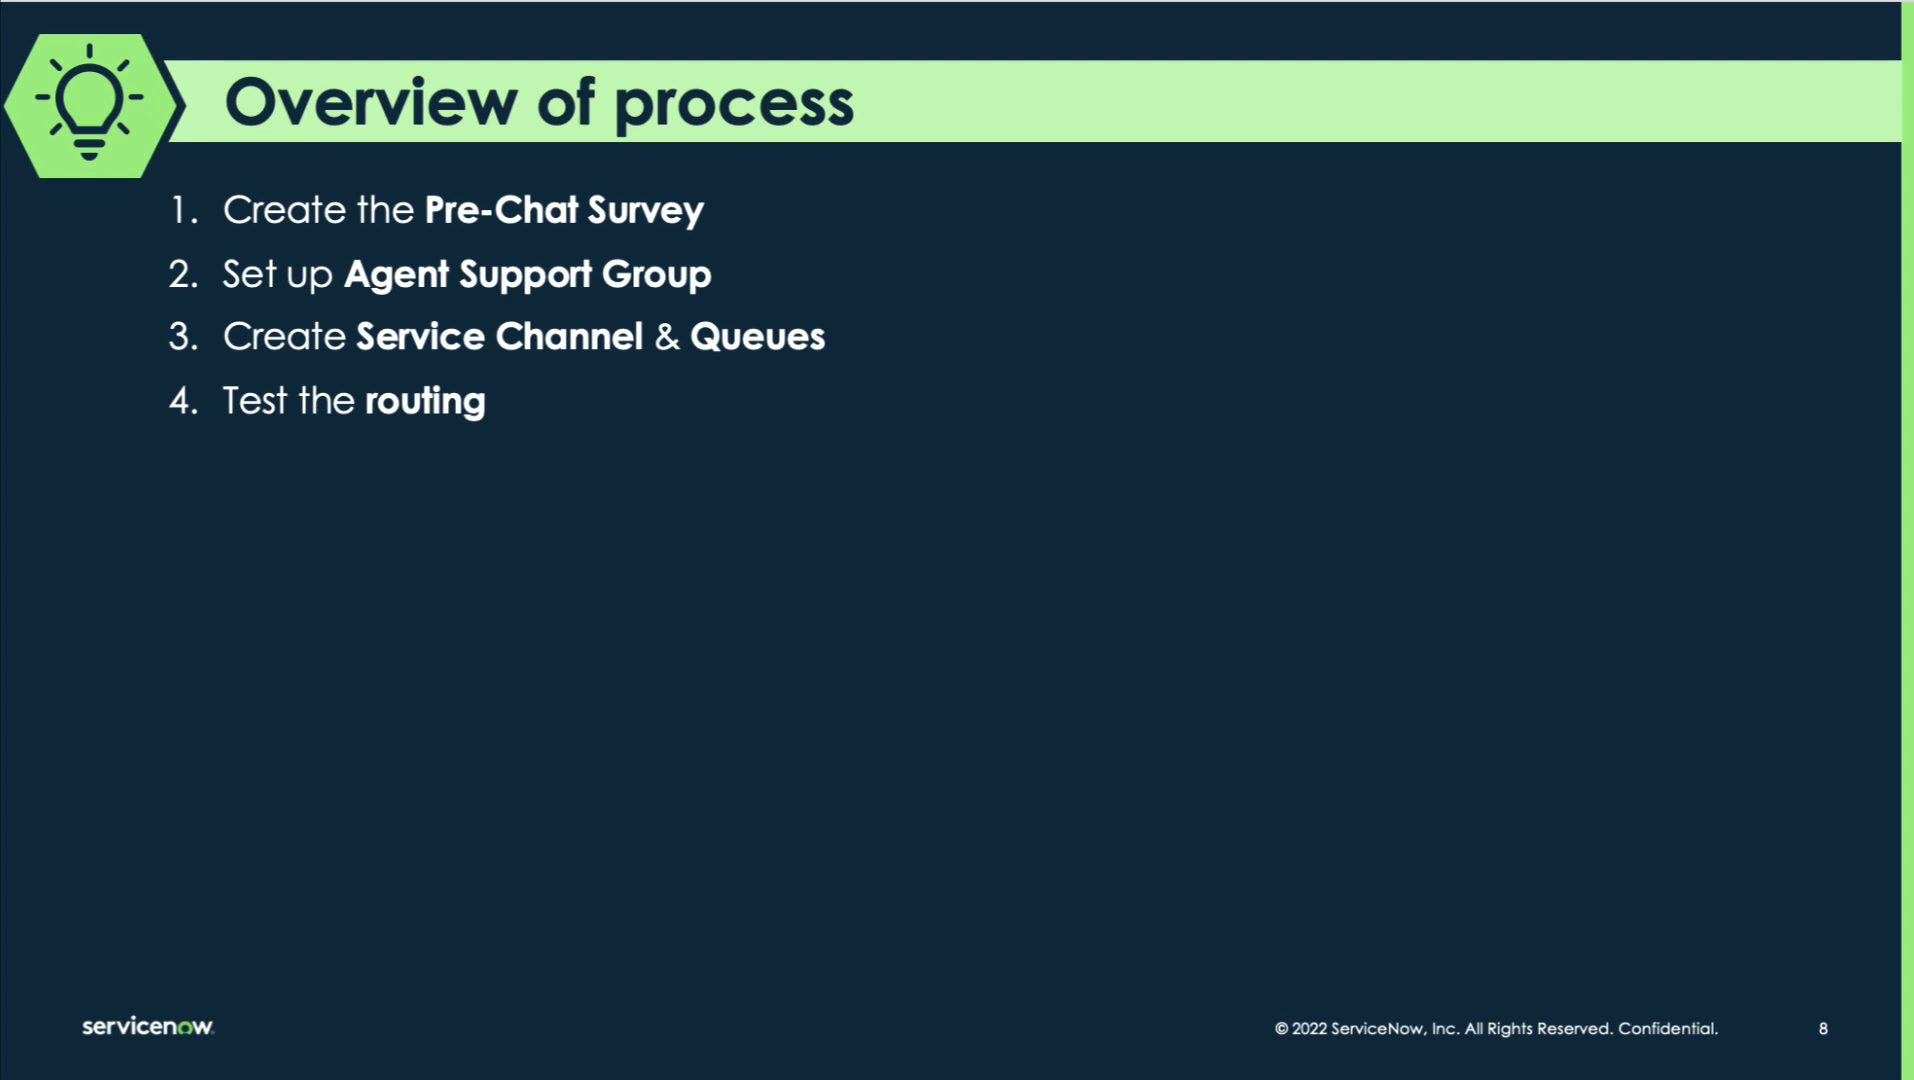 Overview of process
1. Create the Pre-Chat Survey
2. Set up Agent Support Group
3. Create Service Channel & Queues
4. Test the routing
servicenow
© 2022 ServiceNow, Inc. All Rights Reserved. Confidential. 8